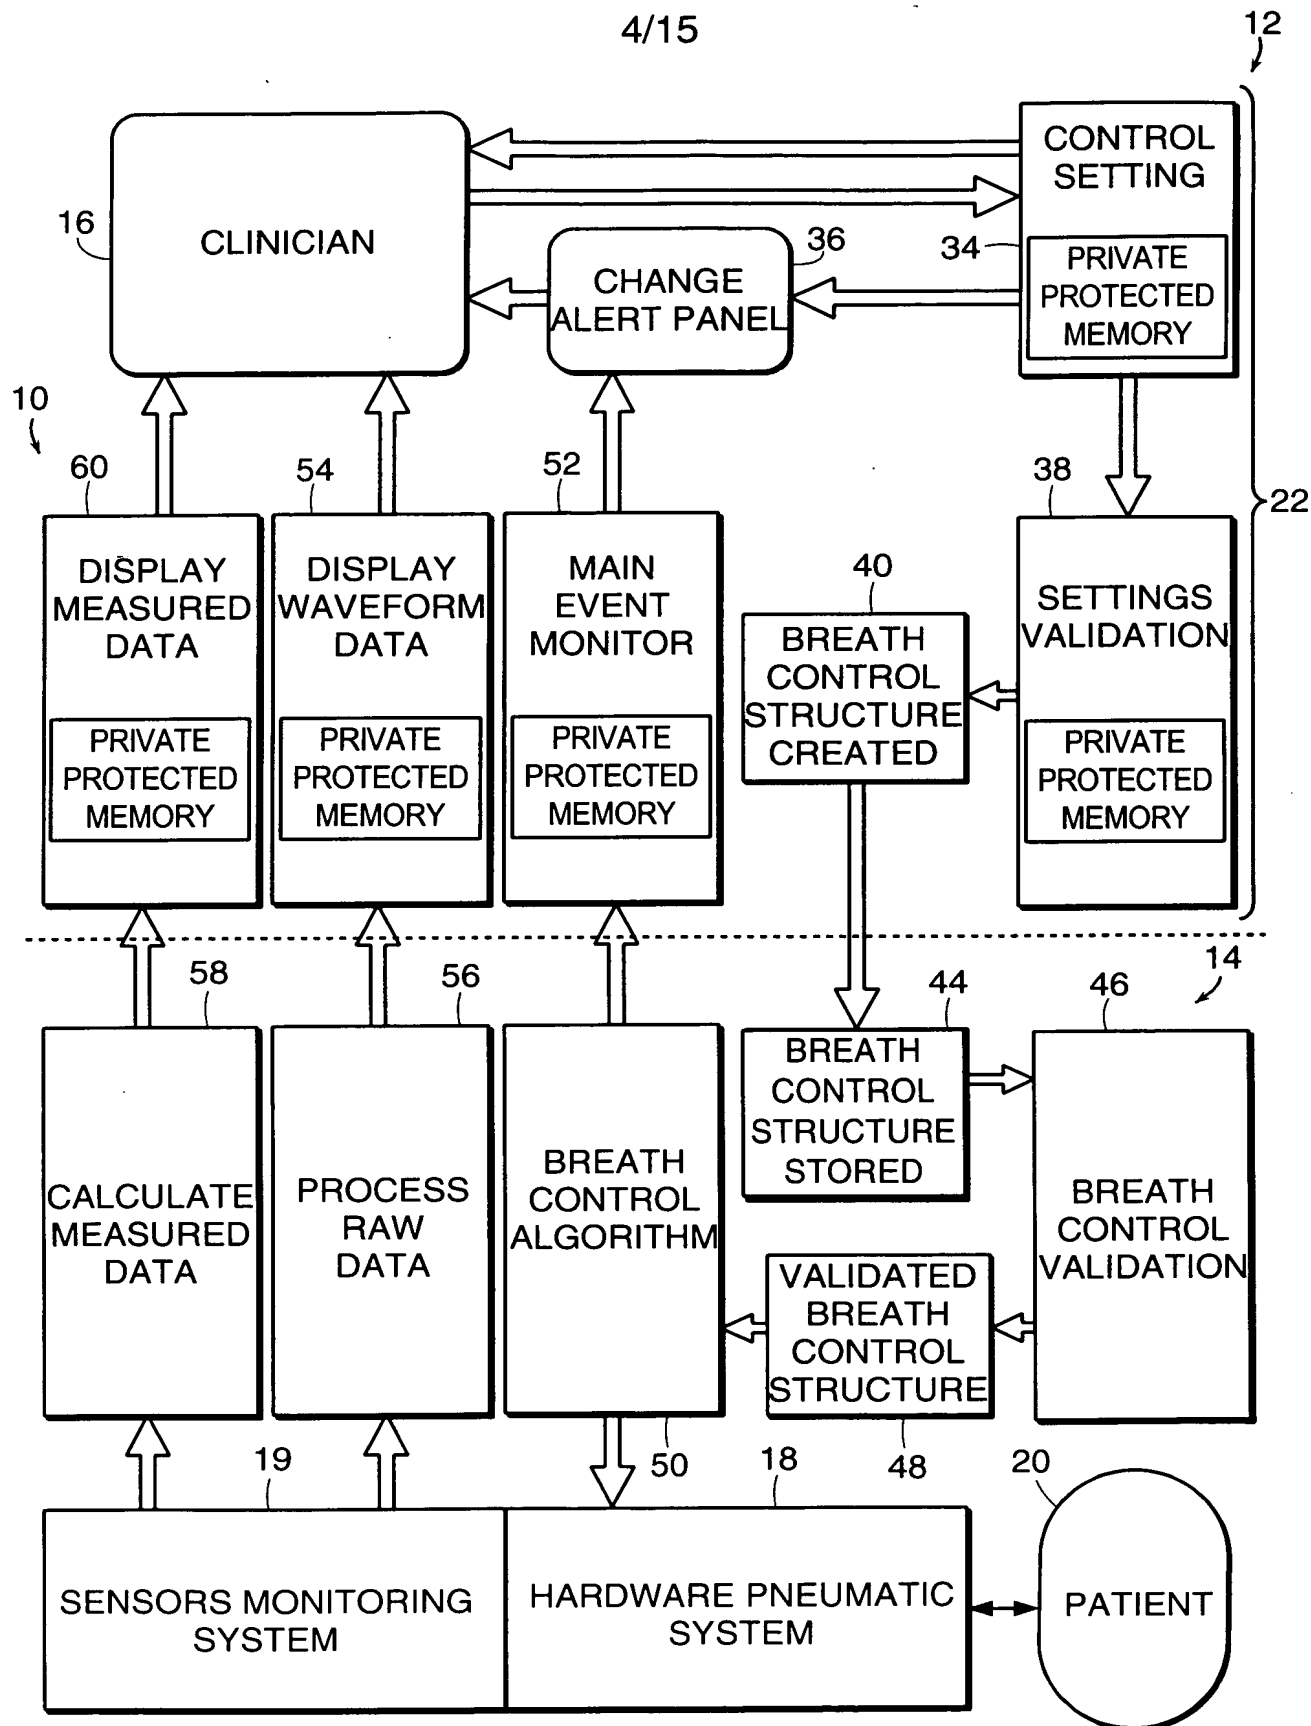 4/15
12
CONTROL
SETTING
16
CLINICIAN
36
34
CHANGE
ALERT PANEL
PRIVATE
PROTECTED
MEMORY
10
60
54
52
38
22
DISPLAY
MEASURED
DATA
DISPLAY
WAVEFORM
DATA
MAIN
EVENT
MONITOR
40
SETTINGS
VALIDATION
BREATH
CONTROL
STRUCTURE
CREATED
PRIVATE
PROTECTED
MEMORY
PRIVATE
PROTECTED
MEMORY
PRIVATE
PROTECTED
MEMORY
PRIVATE
PROTECTED
MEMORY
58
56
44
46
14
BREATH
CONTROL
STRUCTURE
STORED
CALCULATE
MEASURED
DATA
PROCESS
RAW
DATA
BREATH
CONTROL
ALGORITHM
BREATH
CONTROL
VALIDATION
VALIDATED
BREATH
CONTROL
STRUCTURE
19
50
18
48
20
SENSORS MONITORING
SYSTEM
HARDWARE PNEUMATIC
SYSTEM
PATIENT